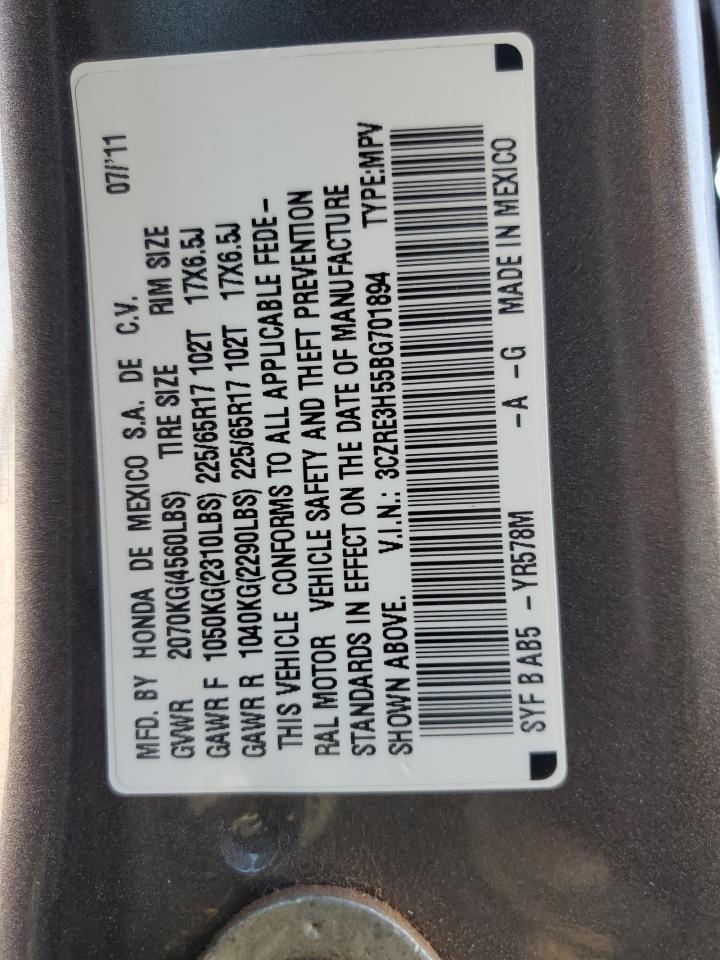 MFD. BY HONDA DE MEXICO S.A. DE C.V. 07/'11
GVWR 2070KG(4560LBS) TIRE SIZE RIM SIZE
GAWR F 1050KG(2310LBS) 225/65R17 102T 17X6.5J
GAWR R 1040KG(2290LBS) 225/65R17 102T 17X6.5J
THIS VEHICLE CONFORMS TO ALL APPLICABLE FEDE-
RAL MOTOR VEHICLE SAFETY AND THEFT PREVENTION
STANDARDS IN EFFECT ON THE DATE OF MANUFACTURE
SHOWN ABOVE. V.I.N.: 3CZRE3H55BG701894 TYPE:MPV
SYF B AB5 - YR578M -A -G MADE IN MEXICO